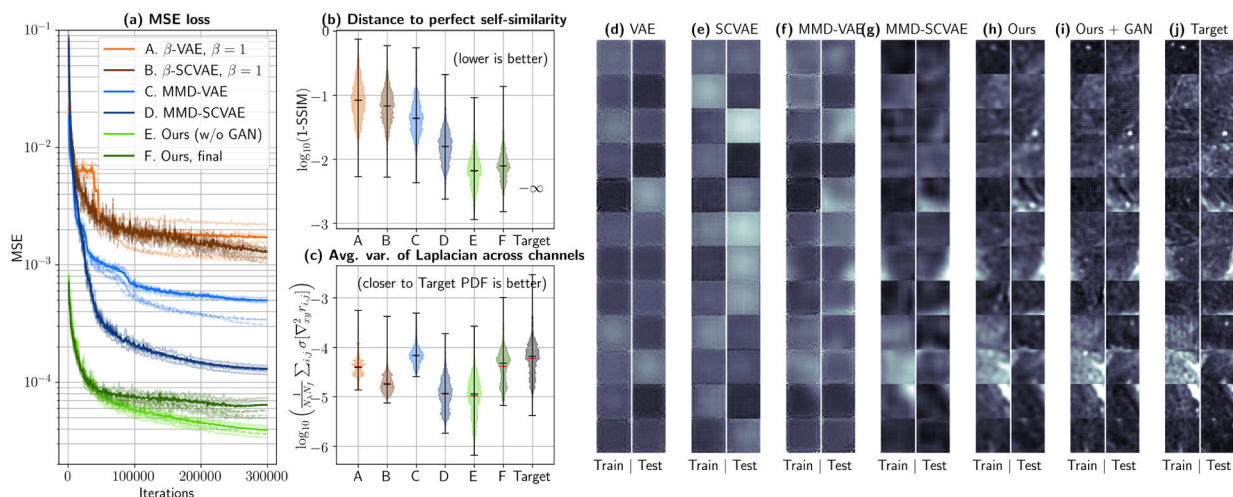 (a) MSE loss
10⁻¹
10⁻²
10⁻³
10⁻⁴
MSE
A. β-VAE, β = 1
B. β-SCVAE, β = 1
C. MMD-VAE
D. MMD-SCVAE
E. Ours (w/o GAN)
F. Ours, final
0 100000 200000 300000
Iterations
(b) Distance to perfect self-similarity
(lower is better)
log₁₀(1-SSIM)
0
−1
−2
−3
−∞
A B C D E F Target
(c) Avg. var. of Laplacian across channels
(closer to Target PDF is better)
−3
−4
−5
−6
A B C D E F Target
(d) VAE
Train | Test
(e) SCVAE
Train | Test
(f) MMD-VAE
Train | Test
(g) MMD-SCVAE
Train | Test
(h) Ours
Train | Test
(i) Ours + GAN
Train | Test
(j) Target
Train | Test